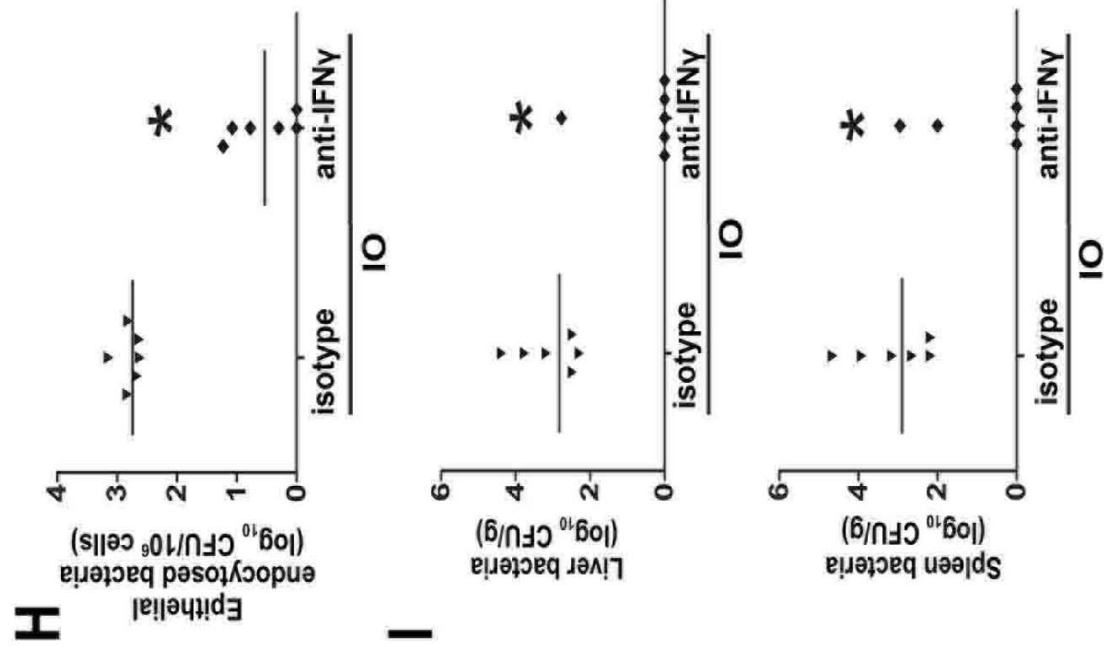 H
Epithelial
endocytosed bacteria
(log₁₀ CFU/10⁶ cells)
4
3
2
1
0
*
isotype
anti-IFNγ
IO
I
Liver bacteria
(log₁₀ CFU/g)
6
4
2
0
*
isotype
anti-IFNγ
IO
Spleen bacteria
(log₁₀ CFU/g)
6
4
2
0
*
isotype
anti-IFNγ
IO